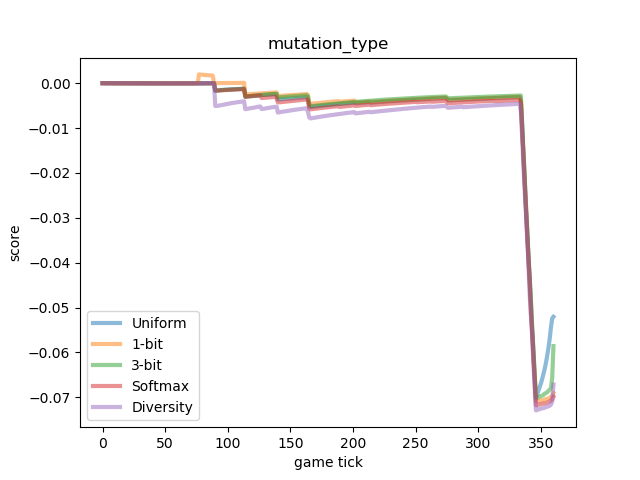 mutation_type
0.00
−0.01
−0.02
−0.03
−0.04
−0.05
−0.06
−0.07
score
Uniform
1-bit
3-bit
Softmax
Diversity
0 50 100 150 200 250 300 350
game tick